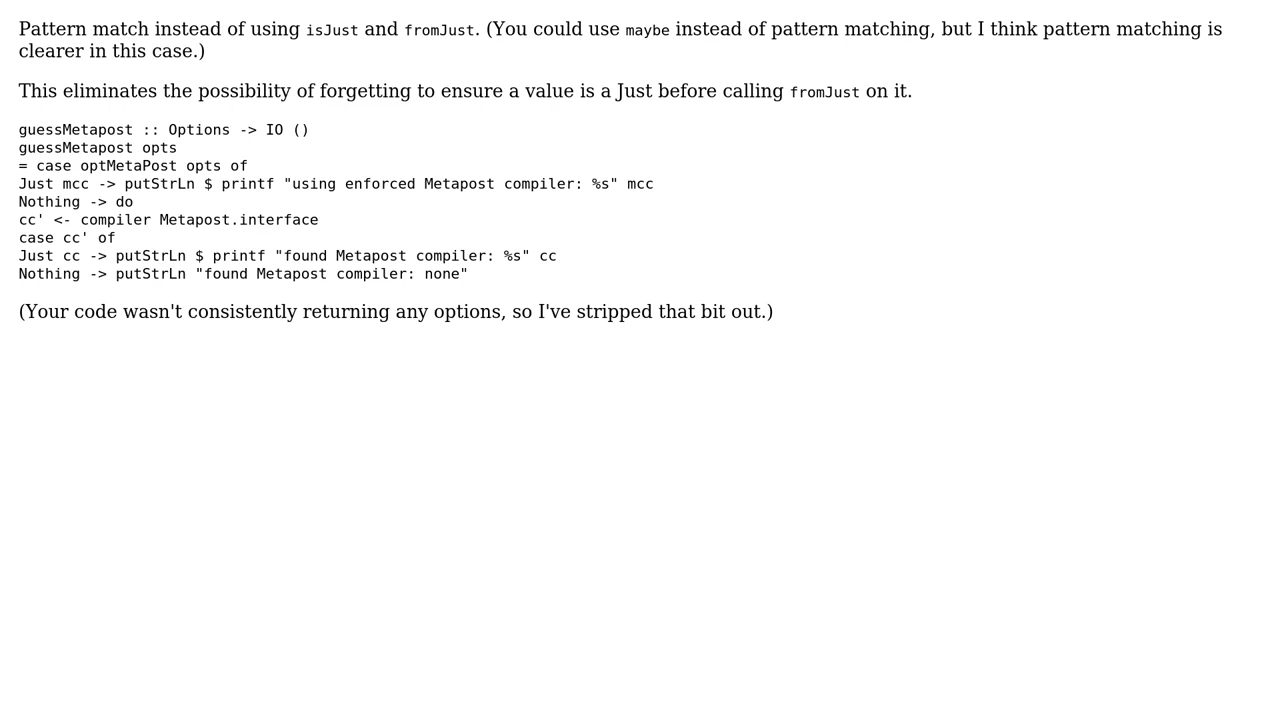 Pattern match instead of using isJust and fromJust. (You could use maybe instead of pattern matching, but I think pattern matching is
clearer in this case.)
This eliminates the possibility of forgetting to ensure a value is a Just before calling fromJust on it.
guessMetapost :: Options -> IO ()
guessMetapost opts
= case optMetaPost opts of
Just mcc -> putStrLn $ printf "using enforced Metapost compiler: %s" mcc
Nothing -> do
cc' <- compiler Metapost.interface
case cc' of
Just cc -> putStrLn $ printf "found Metapost compiler: %s" cc
Nothing -> putStrLn "found Metapost compiler: none"
(Your code wasn't consistently returning any options, so I've stripped that bit out.)